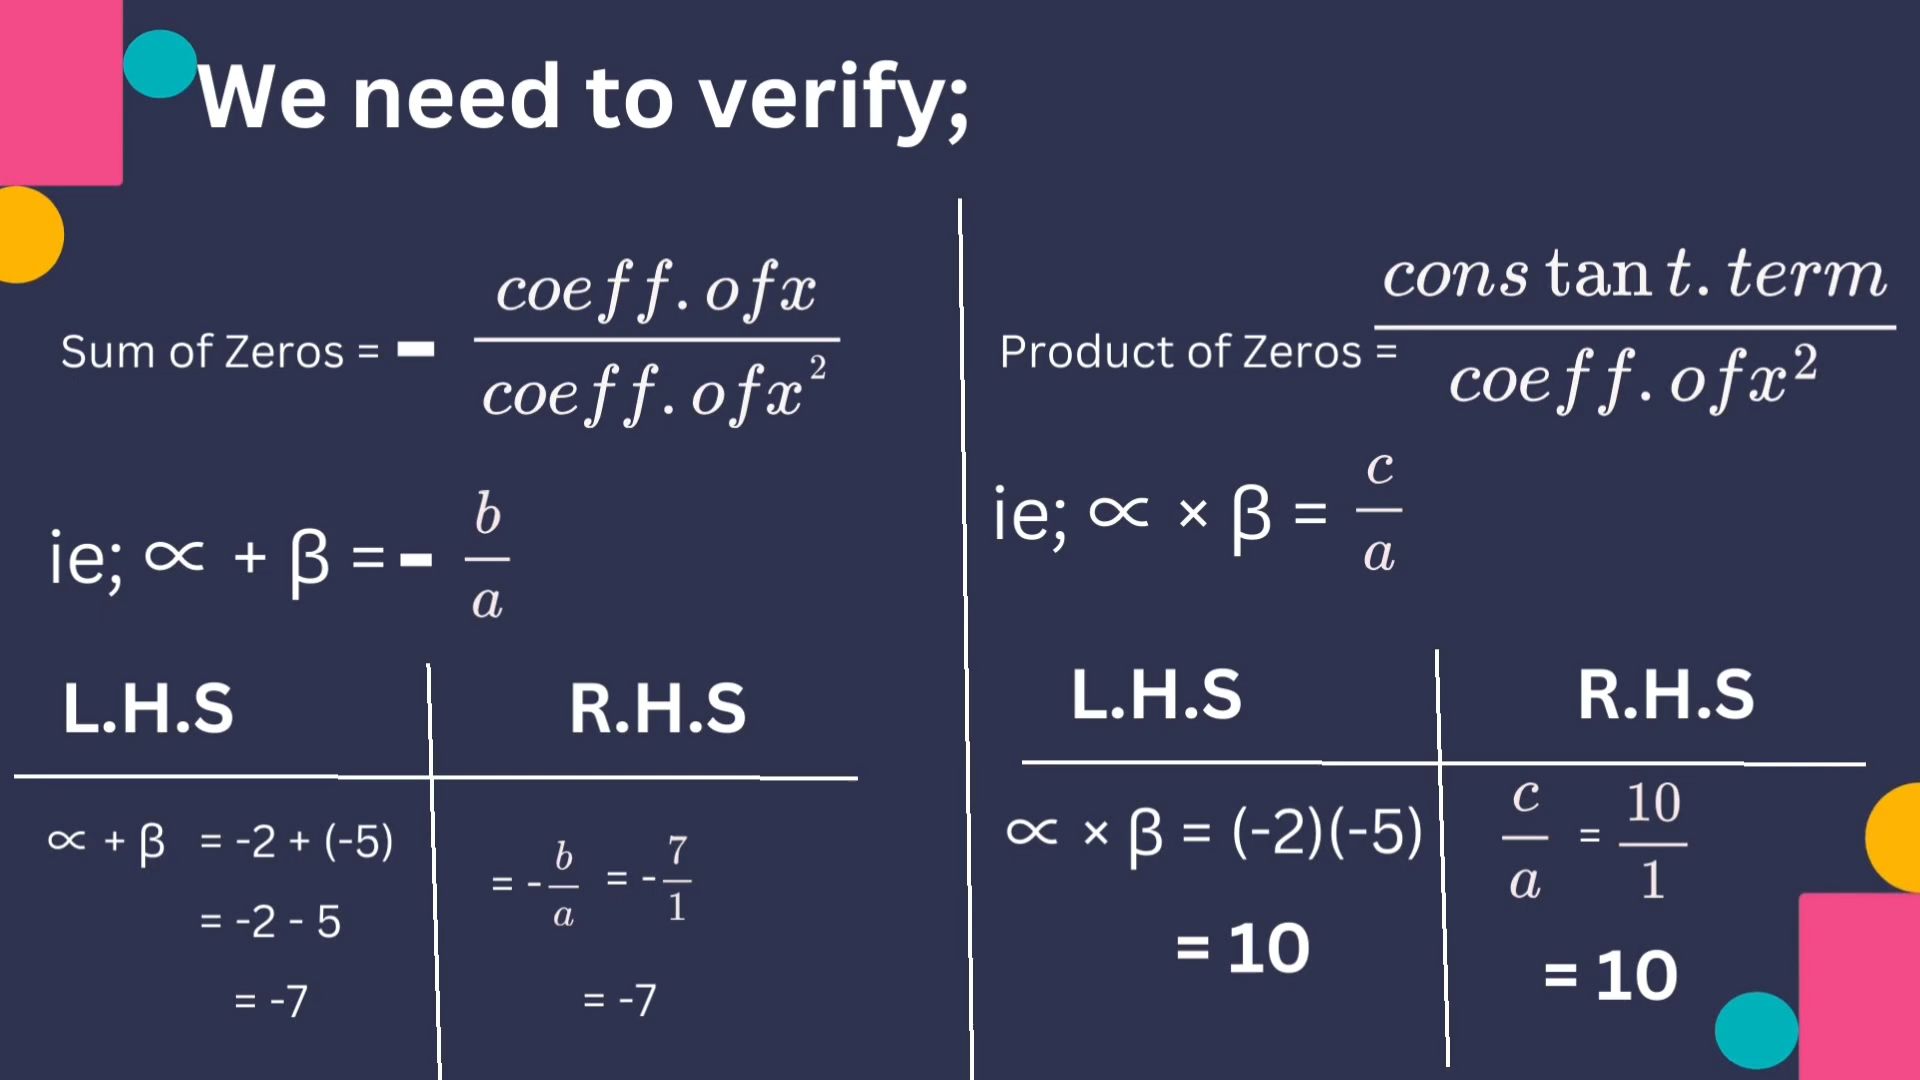 We need to verify;
Sum of Zeros = - coeff.ofx / coeff.ofx²
ie; ∝ + β = - b / a
L.H.S R.H.S
∝ + β = -2 + (-5)
= -2 - 5
= -7
= - b / a = - 7 / 1
= -7
Product of Zeros = constant.term / coeff.ofx²
ie; ∝ × β = c / a
L.H.S R.H.S
∝ × β = (-2)(-5)
= 10
c / a = 10 / 1
= 10